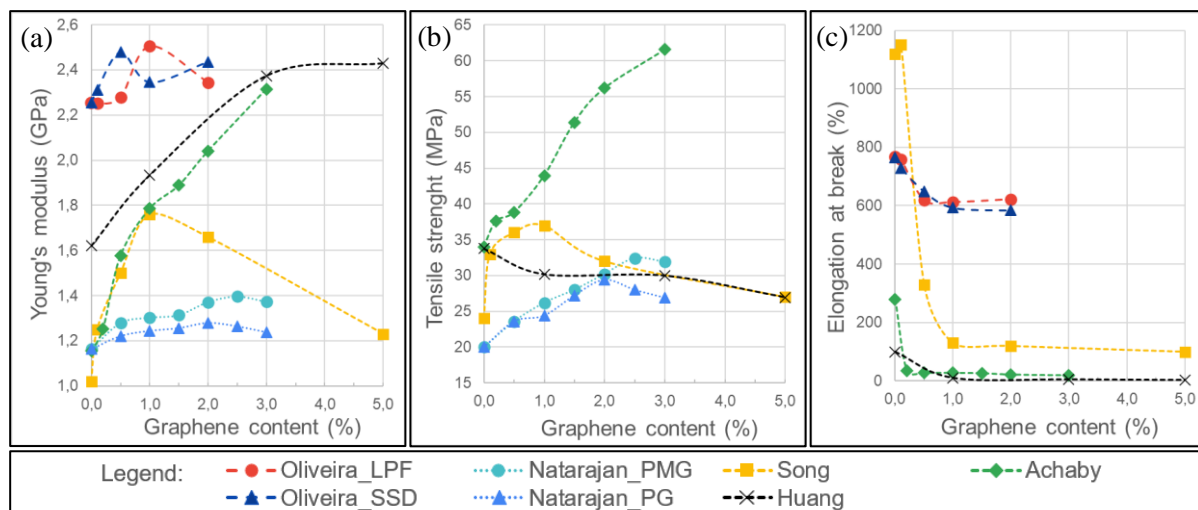 (a)
Young's modulus (GPa)
2,6
2,4
2,2
2,0
1,8
1,6
1,4
1,2
1,0
0,0 1,0 2,0 3,0 4,0 5,0
Graphene content (%)
(b)
Tensile strenght (MPa)
65
60
55
50
45
40
35
30
25
20
15
0,0 1,0 2,0 3,0 4,0 5,0
Graphene content (%)
(c)
Elongation at break (%)
1200
1000
800
600
400
200
0
0,0 1,0 2,0 3,0 4,0 5,0
Graphene content (%)
Legend: Oliveira_LPF Natarajan_PMG Song Achaby
Oliveira_SSD Natarajan_PG Huang